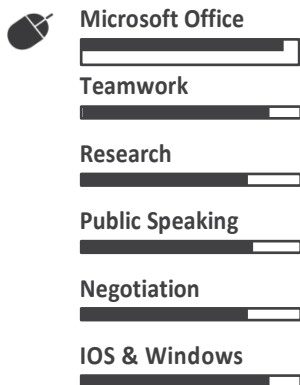 Microsoft Office
Teamwork
Research
Public Speaking
Negotiation
IOS & Windows